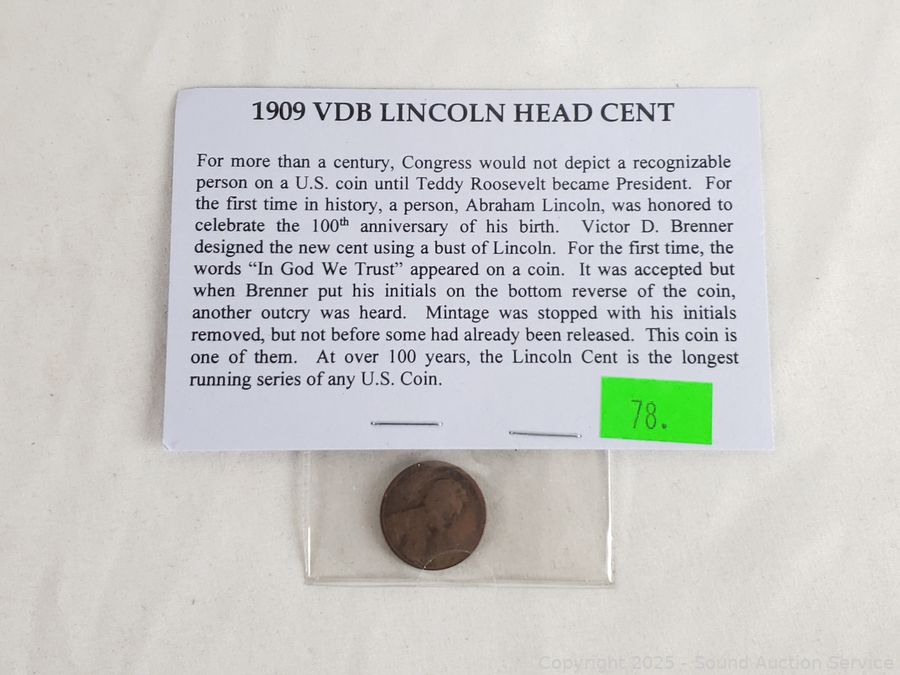 1909 VDB LINCOLN HEAD CENT
For more than a century, Congress would not depict a recognizable
person on a U.S. coin until Teddy Roosevelt became President. For
the first time in history, a person, Abraham Lincoln, was honored to
celebrate the 100th anniversary of his birth. Victor D. Brenner
designed the new cent using a bust of Lincoln. For the first time, the
words “In God We Trust” appeared on a coin. It was accepted but
when Brenner put his initials on the bottom reverse of the coin,
another outcry was heard. Mintage was stopped with his initials
removed, but not before some had already been released. This coin is
one of them. At over 100 years, the Lincoln Cent is the longest
running series of any U.S. Coin.
78.
Copyright 2025 - Sound Auction Service